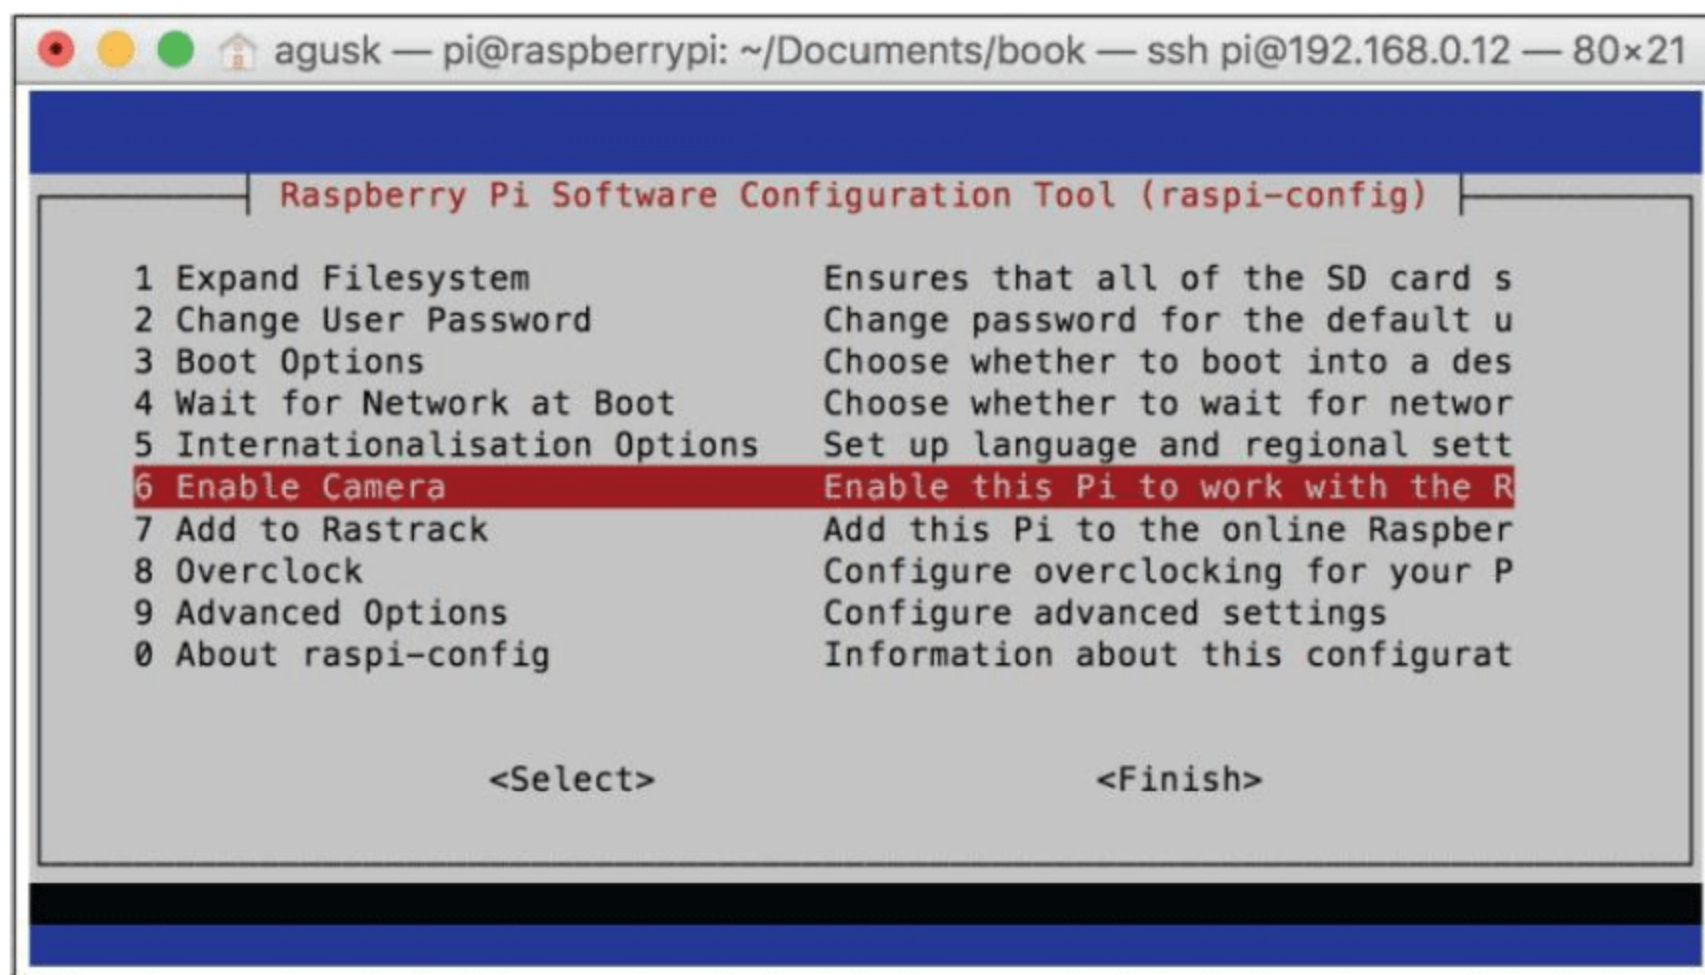 agusk — pi@raspberrypi: ~/Documents/book — ssh pi@192.168.0.12 — 80×21
Raspberry Pi Software Configuration Tool (raspi-config)
1 Expand Filesystem Ensures that all of the SD card s
2 Change User Password Change password for the default u
3 Boot Options Choose whether to boot into a des
4 Wait for Network at Boot Choose whether to wait for networ
5 Internationalisation Options Set up language and regional sett
6 Enable Camera Enable this Pi to work with the R
7 Add to Rastrack Add this Pi to the online Raspber
8 Overclock Configure overclocking for your P
9 Advanced Options Configure advanced settings
0 About raspi-config Information about this configurat
<Select> <Finish>